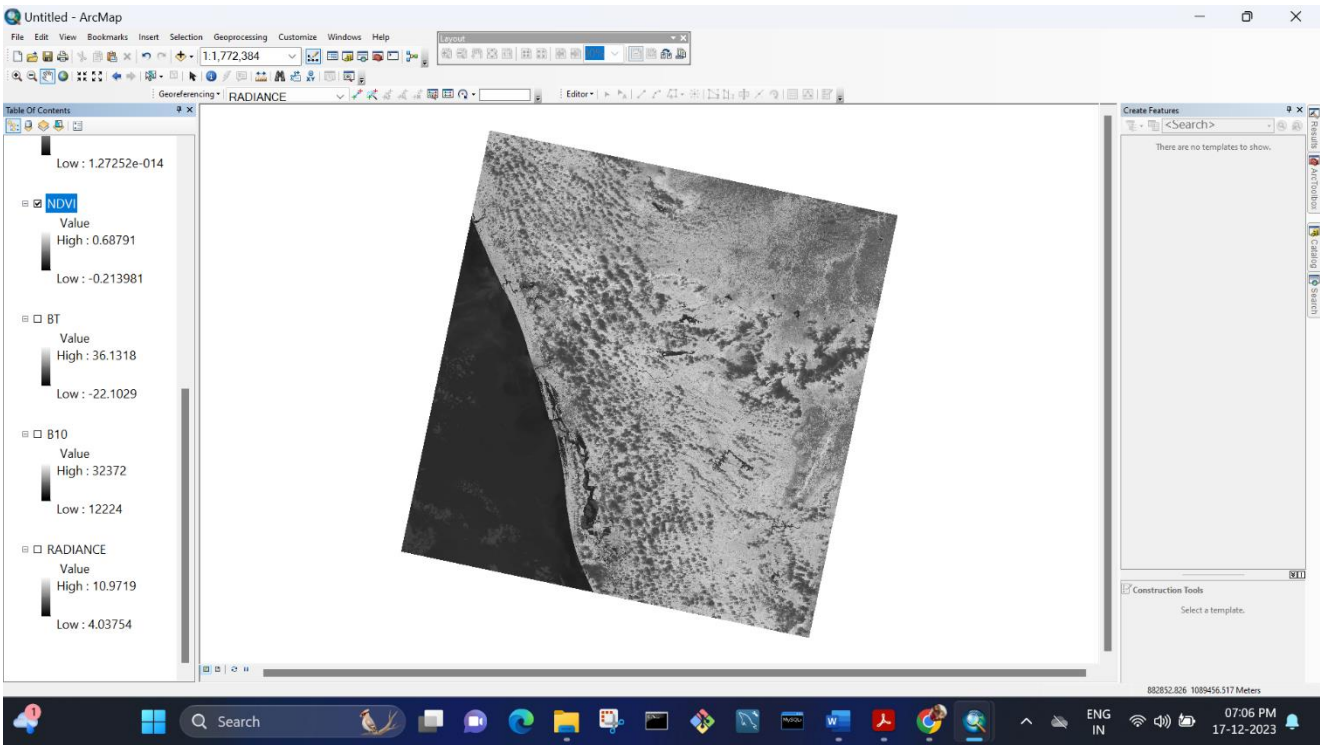 Untitled - ArcMap
File Edit View Bookmarks Insert Selection Geoprocessing Customize Windows Help
Layout
1:1,772,384
Georeferencing RADIANCE
Editor
Table Of Contents
Low : 1.27252e-014
NDVI
Value
High : 0.68791
Low : -0.213981
BT
Value
High : 36.1318
Low : -22.1029
B10
Value
High : 32372
Low : 12224
RADIANCE
Value
High : 10.9719
Low : 4.03754
Create Features
<Search>
There are no templates to show.
Construction Tools
Select a template.
Results
ArcToolbox
Catalog
Search
882852.826 1089456.517 Meters
1
Search
MySQL
ENG
IN
07:06 PM
17-12-2023